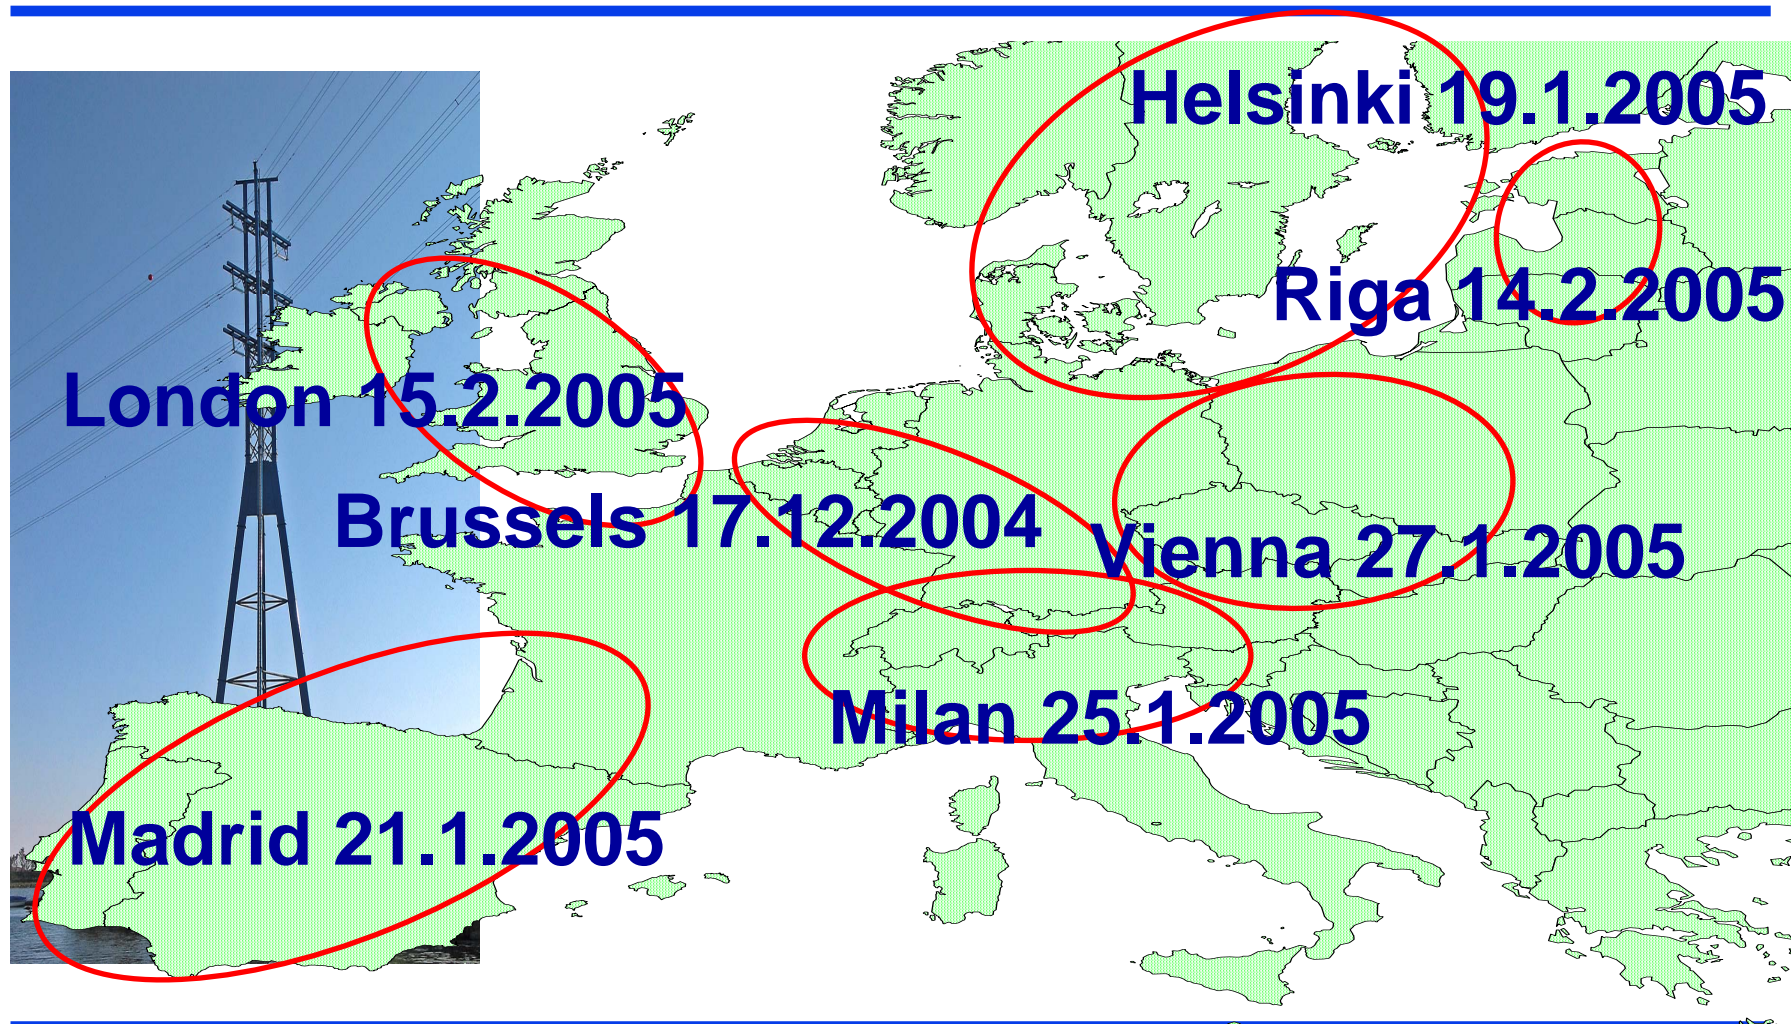 Helsinki 19.1.2005
Riga 14.2.2005
London 15.2.2005
Brussels 17.12.2004
Vienna 27.1.2005
Milan 25.1.2005
Madrid 21.1.2005